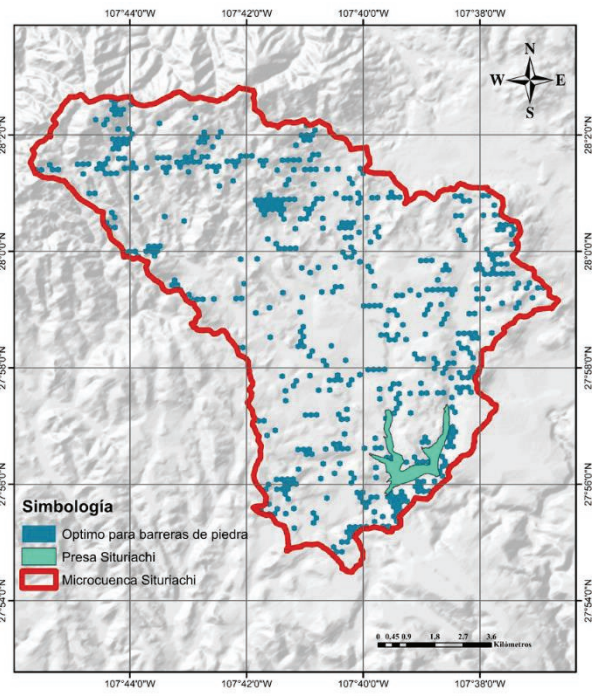 107°44'0"W 107°42'0"W 107°40'0"W 107°38'0"W
N
W E
S
28°2'0"N 28°2'0"N
28°0'0"N 28°0'0"N
27°58'0"N 27°58'0"N
27°56'0"N 27°56'0"N
Simbología
Optimo para barreras de piedra
Presa Situriachi
Microcuenca Situriachi
27°54'0"N 27°54'0"N
0 0.45 0.9 1.8 2.7 3.6
Kilómetros
107°44'0"W 107°42'0"W 107°40'0"W 107°38'0"W